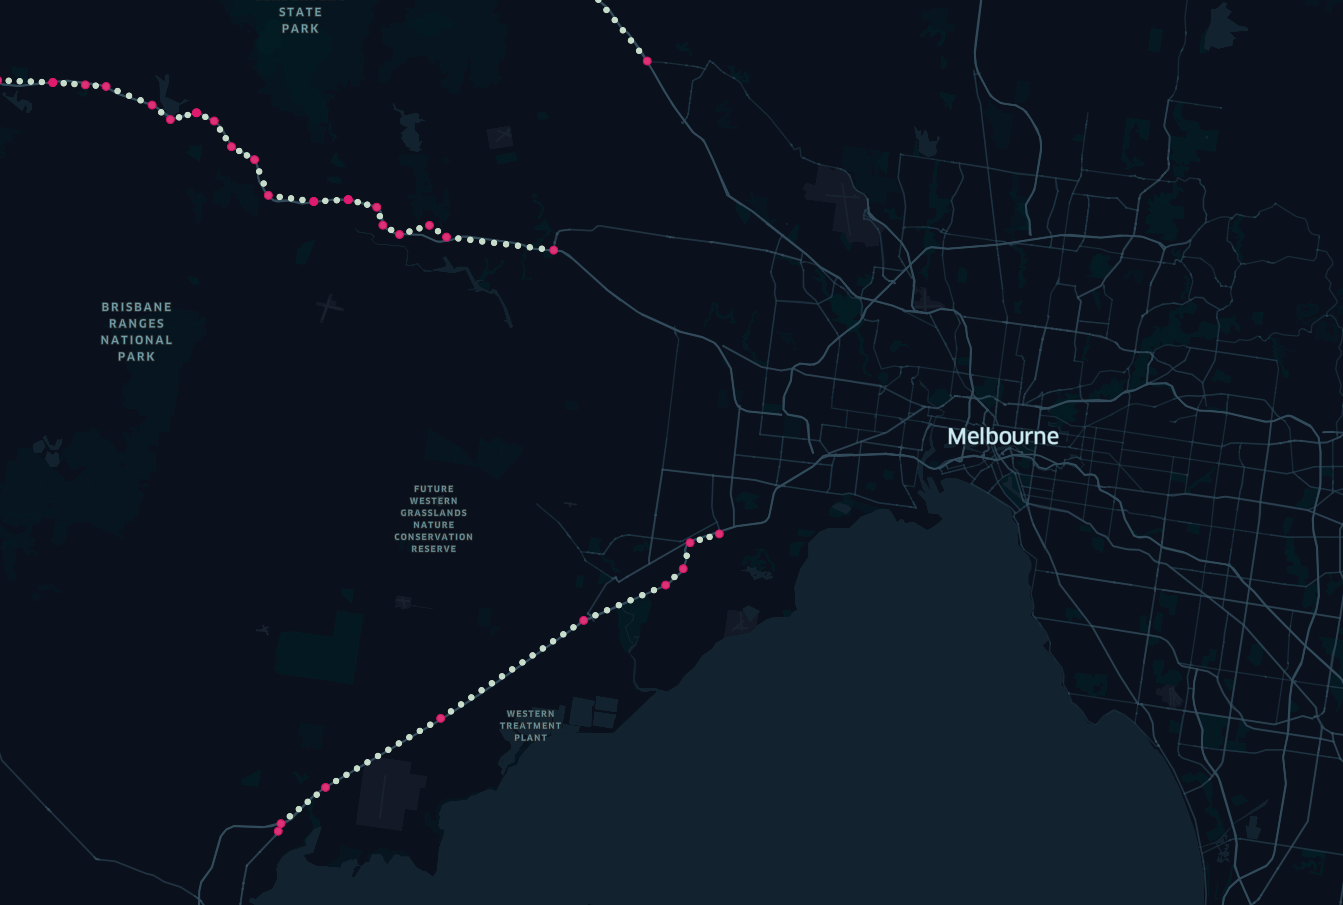 STATE
PARK
BRISBANE
RANGES
NATIONAL
PARK
Melbourne
FUTURE
WESTERN
GRASSLANDS
NATURE
CONSERVATION
RESERVE
WESTERN
TREATMENT
PLANT